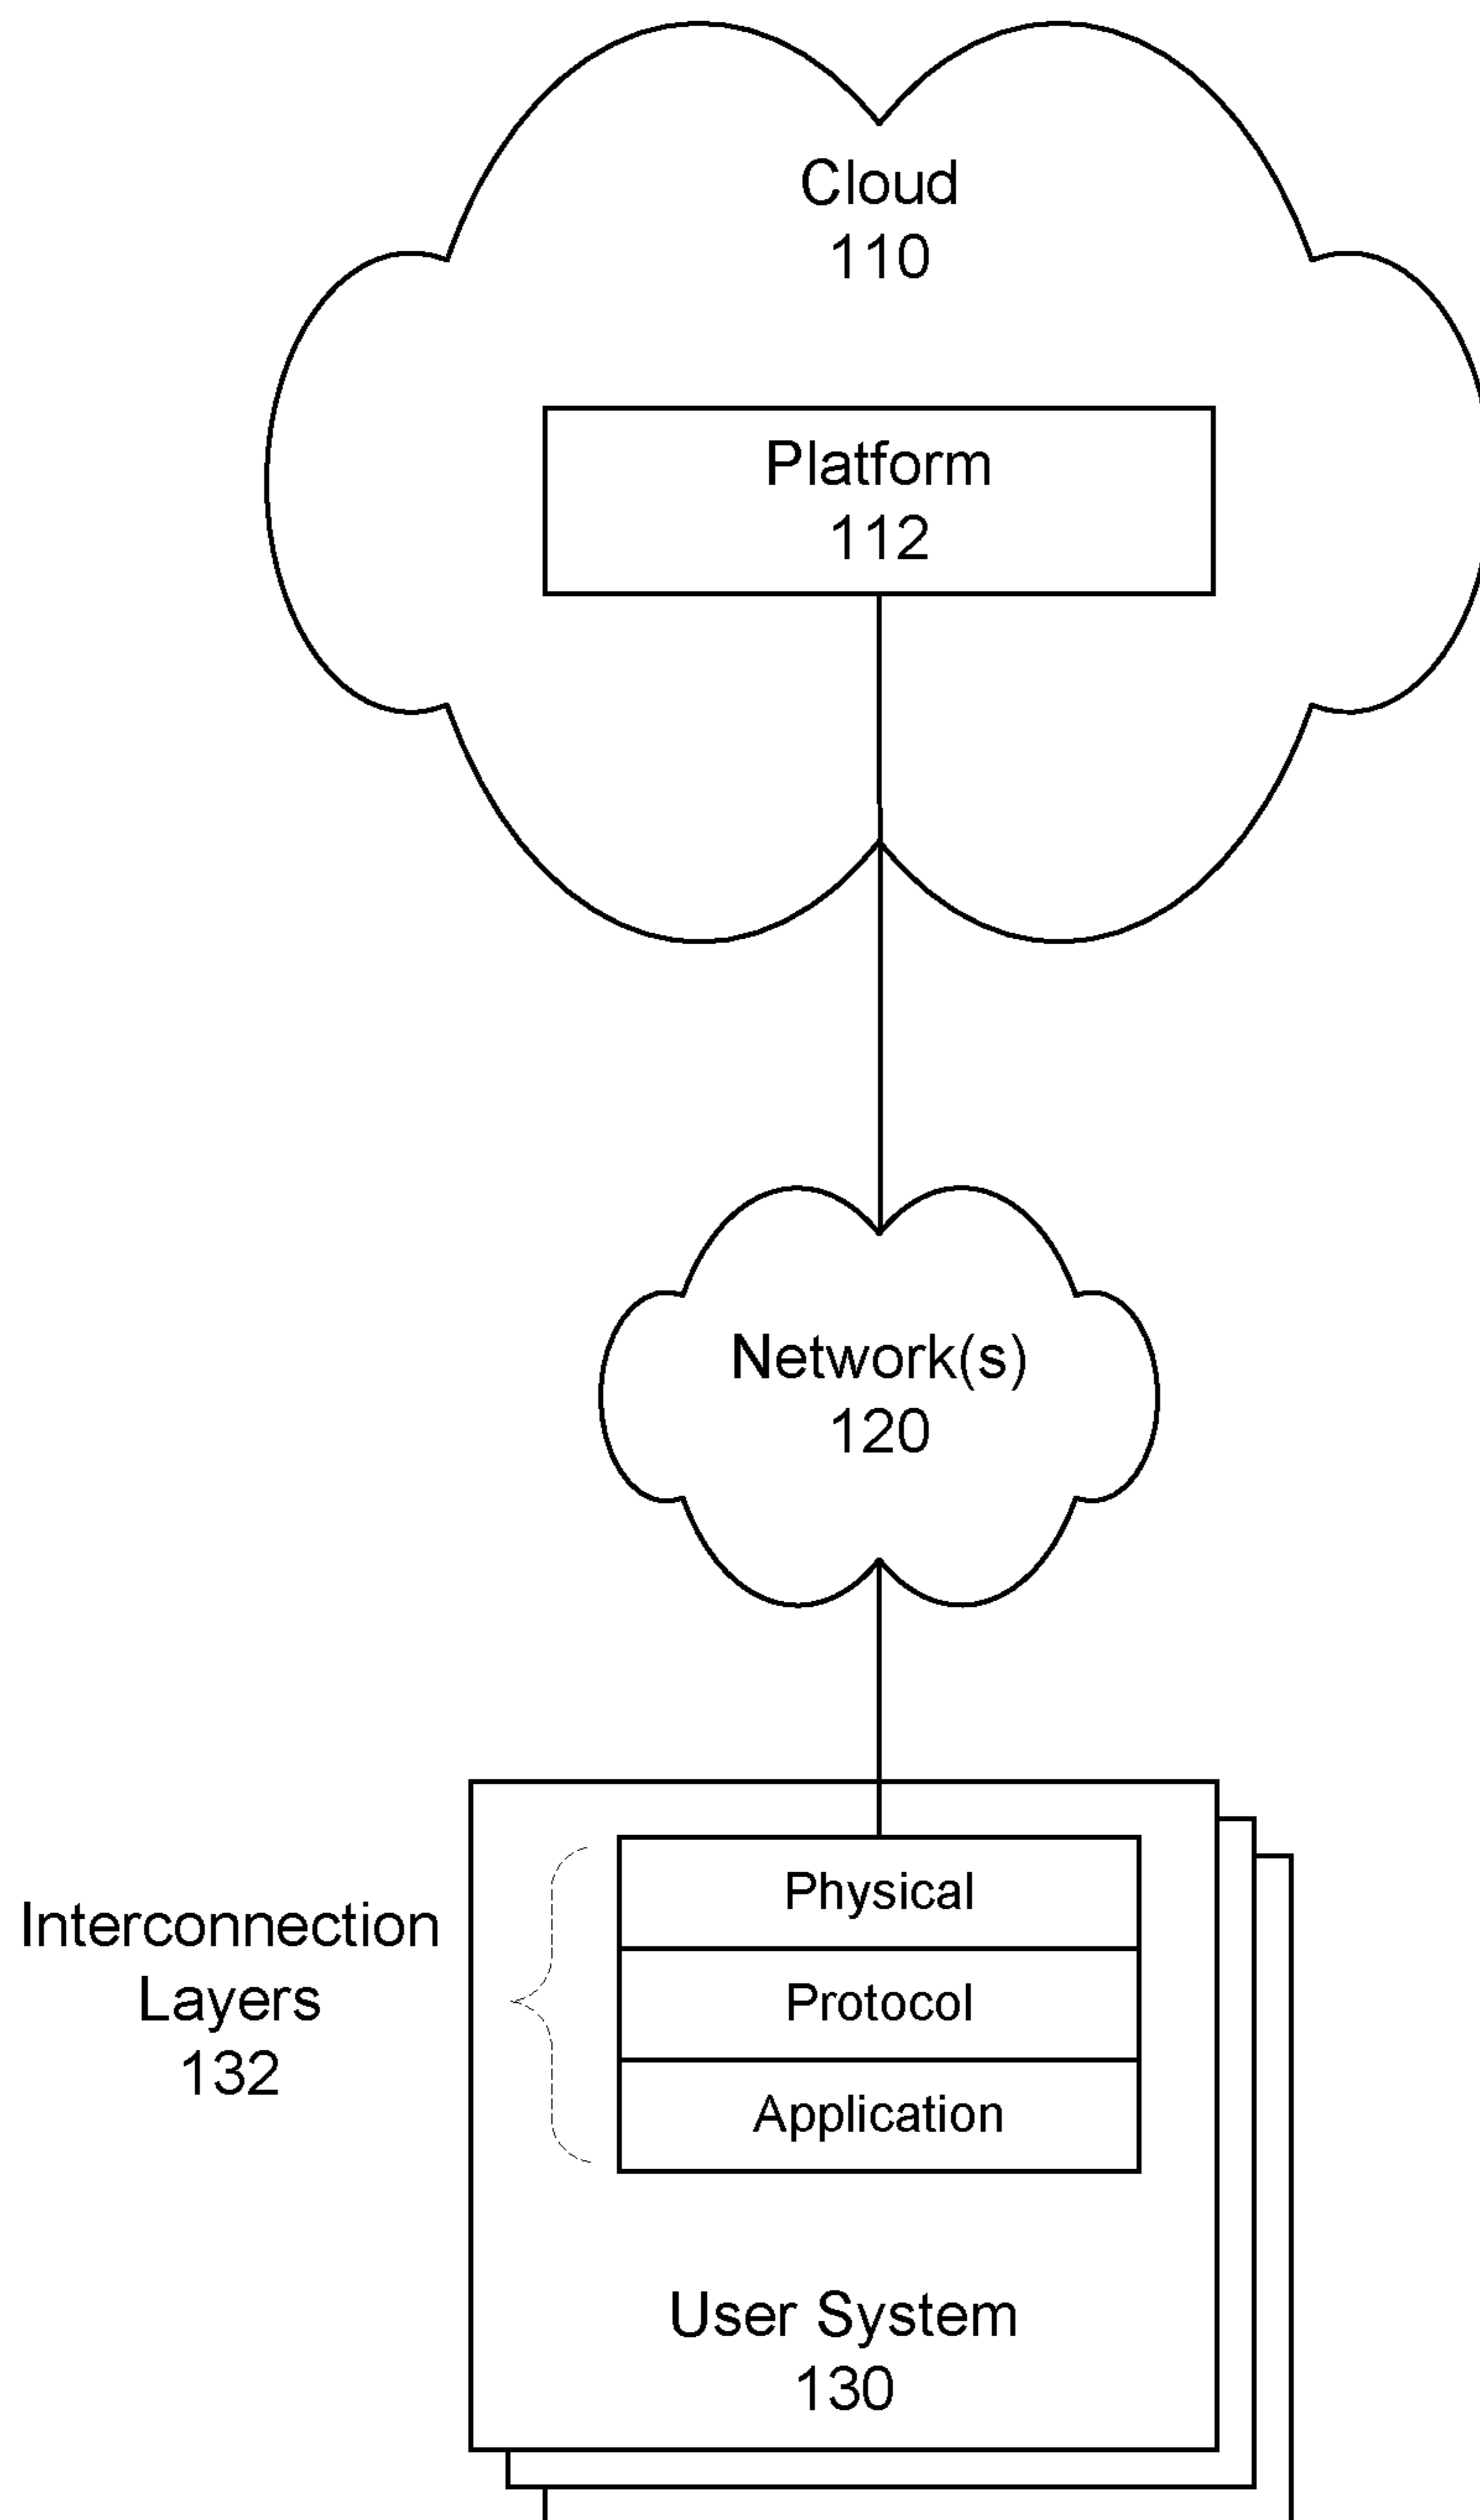 Cloud
110
Platform
112
Network(s)
120
Interconnection
Layers
132
Physical
Protocol
Application
User System
130